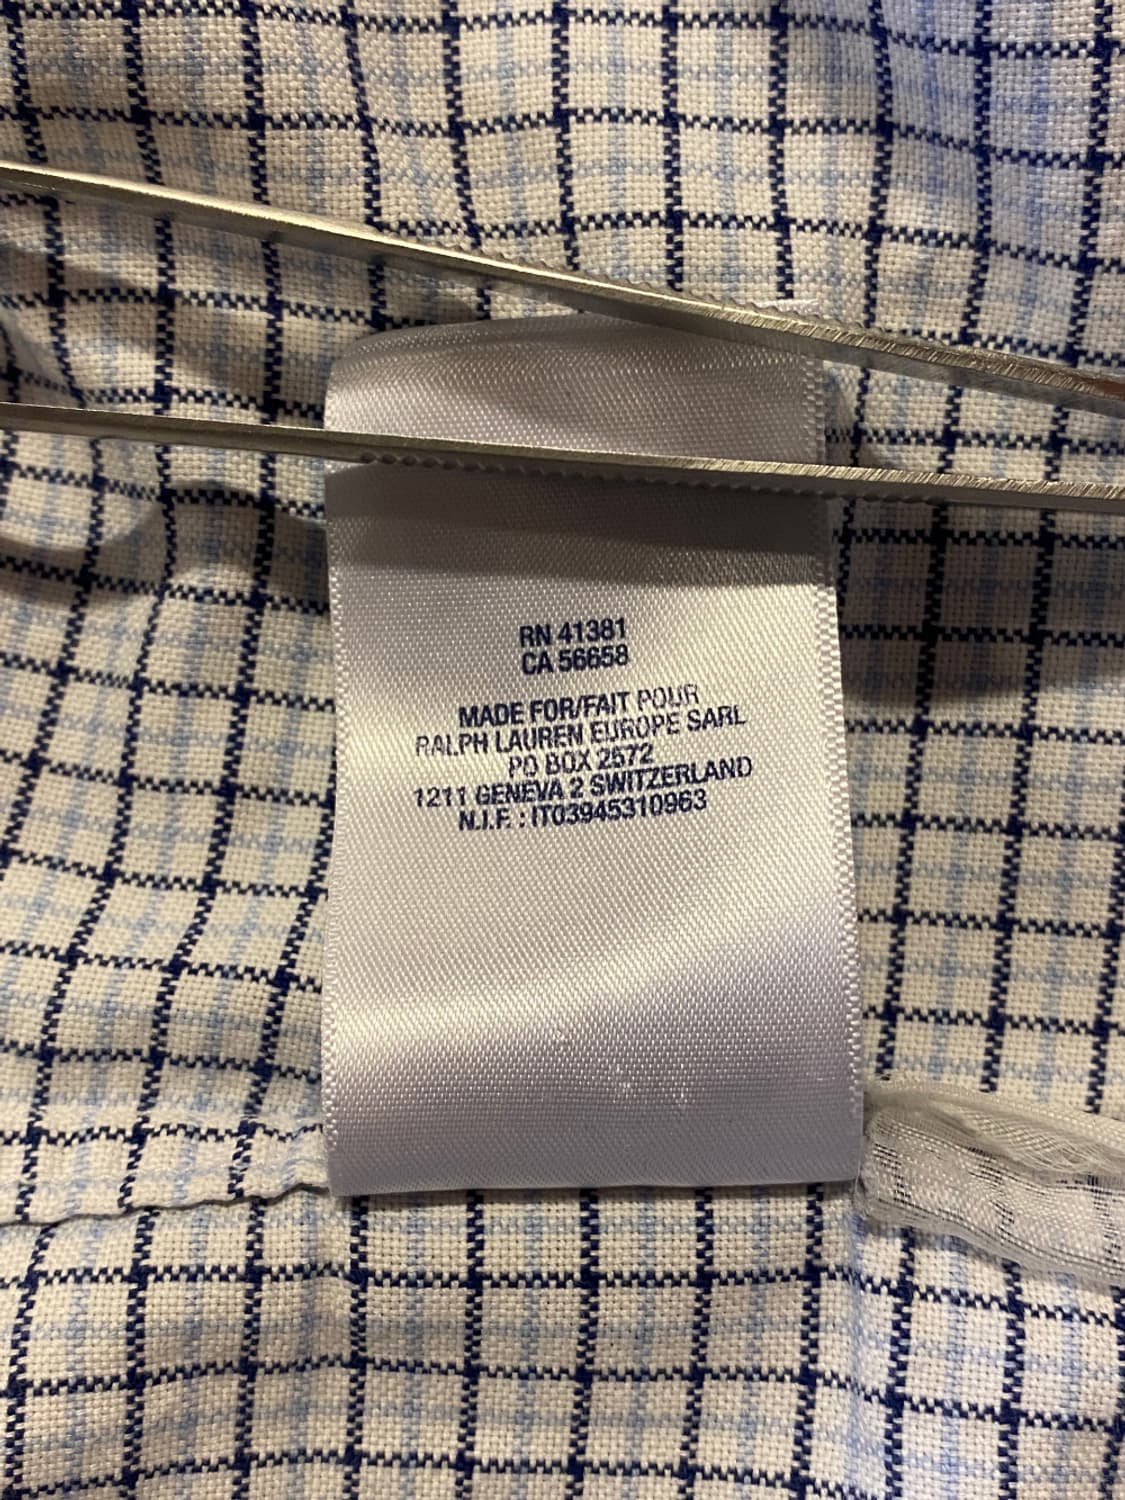 RN 41381
CA 56658
MADE FOR/FAIT POUR
RALPH LAUREN EUROPE SARL
PO BOX 2572
1211 GENEVA 2 SWITZERLAND
N.I.F. : IT03945310963